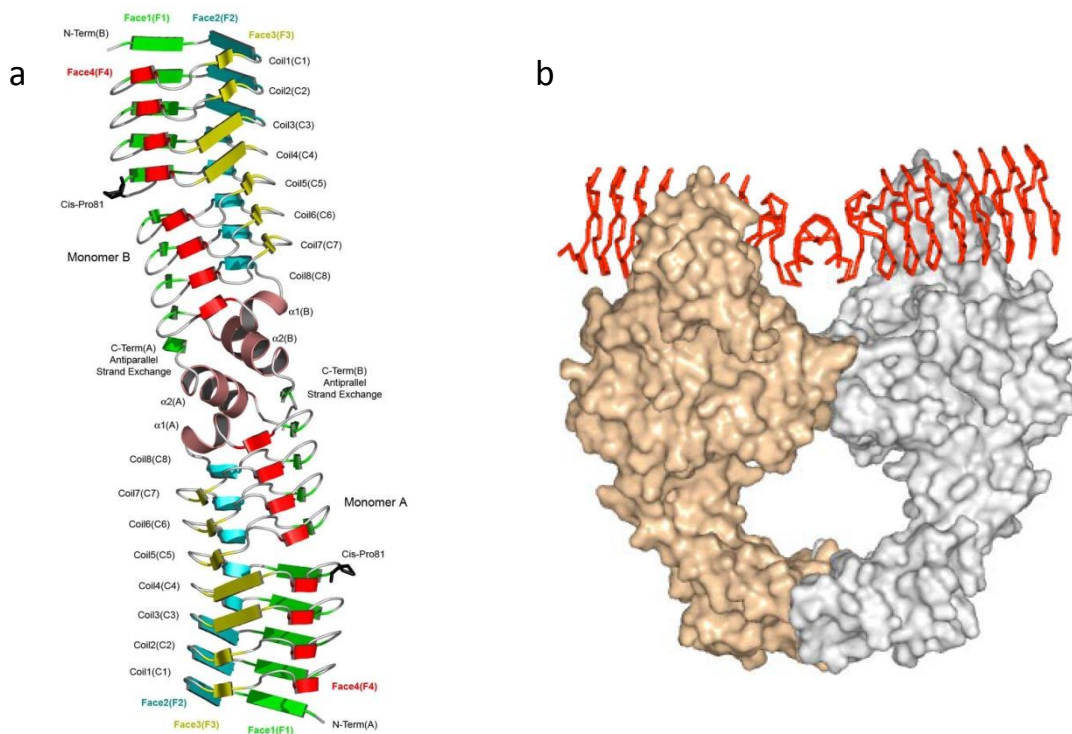 a
b
Face1(F1)
Face2(F2)
N-Term(B)
Face3(F3)
Coil1(C1)
Face4(F4)
Coil2(C2)
Coil3(C3)
Coil4(C4)
Coil5(C5)
Cis-Pro81
Coil6(C6)
Coil7(C7)
Monomer B
Coil8(C8)
α1(B)
α2(B)
C-Term(A)
Antiparallel
Strand Exchange
C-Term(B)
Antiprallel
Strand Exchange
α2(A)
α1(A)
Coil8(C8)
Coil7(C7)
Monomer A
Coil6(C6)
Coil5(C5)
Cis-Pro81
Coil4(C4)
Coil3(C3)
Coil2(C2)
Coil1(C1)
Face4(F4)
Face2(F2)
Face3(F3)
N-Term(A)
Face1(F1)